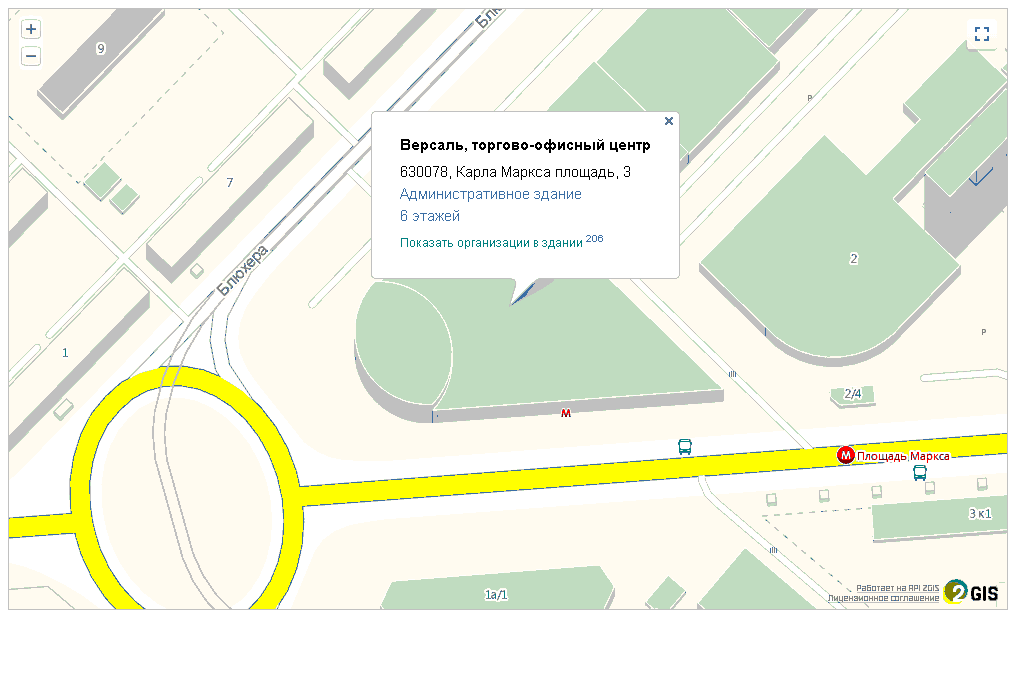 +
−
9
Блю
P
Версаль, торгово-офисный центр
630078, Карла Маркса площадь, 3
Административное здание
6 этажей
Показать организации в здании 206
7
Блюхера
2
P
1
2/4
М
М Площадь Маркса
3 к1
1а/1
Работает на API 2GIS
Лицензионное соглашение
2GIS